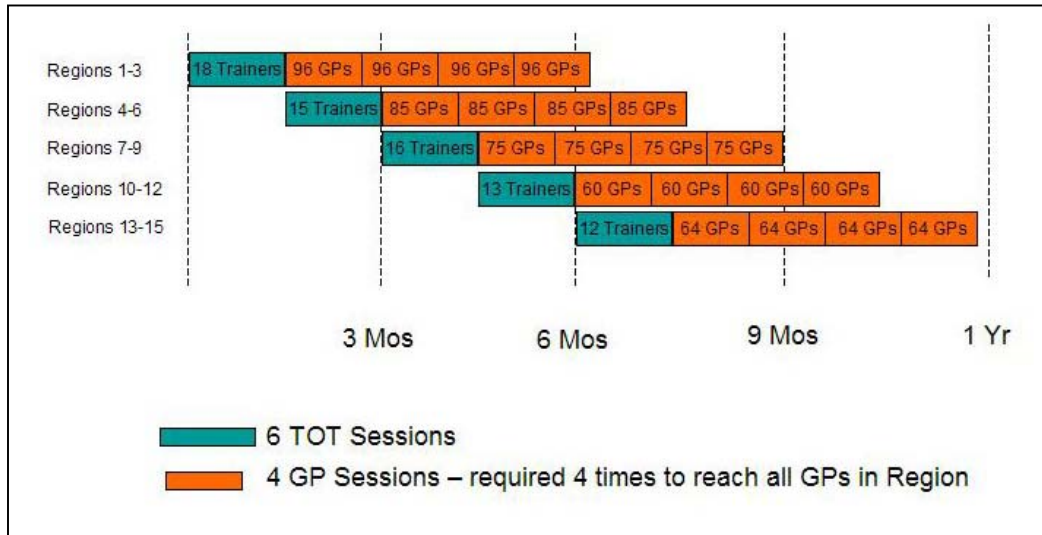 Regions 1-3 18 Trainers 96 GPs 96 GPs 96 GPs 96 GPs
Regions 4-6 15 Trainers 85 GPs 85 GPs 85 GPs 85 GPs
Regions 7-9 16 Trainers 75 GPs 75 GPs 75 GPs 75 GPs
Regions 10-12 13 Trainers 60 GPs 60 GPs 60 GPs 60 GPs
Regions 13-15 12 Trainers 64 GPs 64 GPs 64 GPs 64 GPs
3 Mos 6 Mos 9 Mos 1 Yr
6 TOT Sessions
4 GP Sessions – required 4 times to reach all GPs in Region